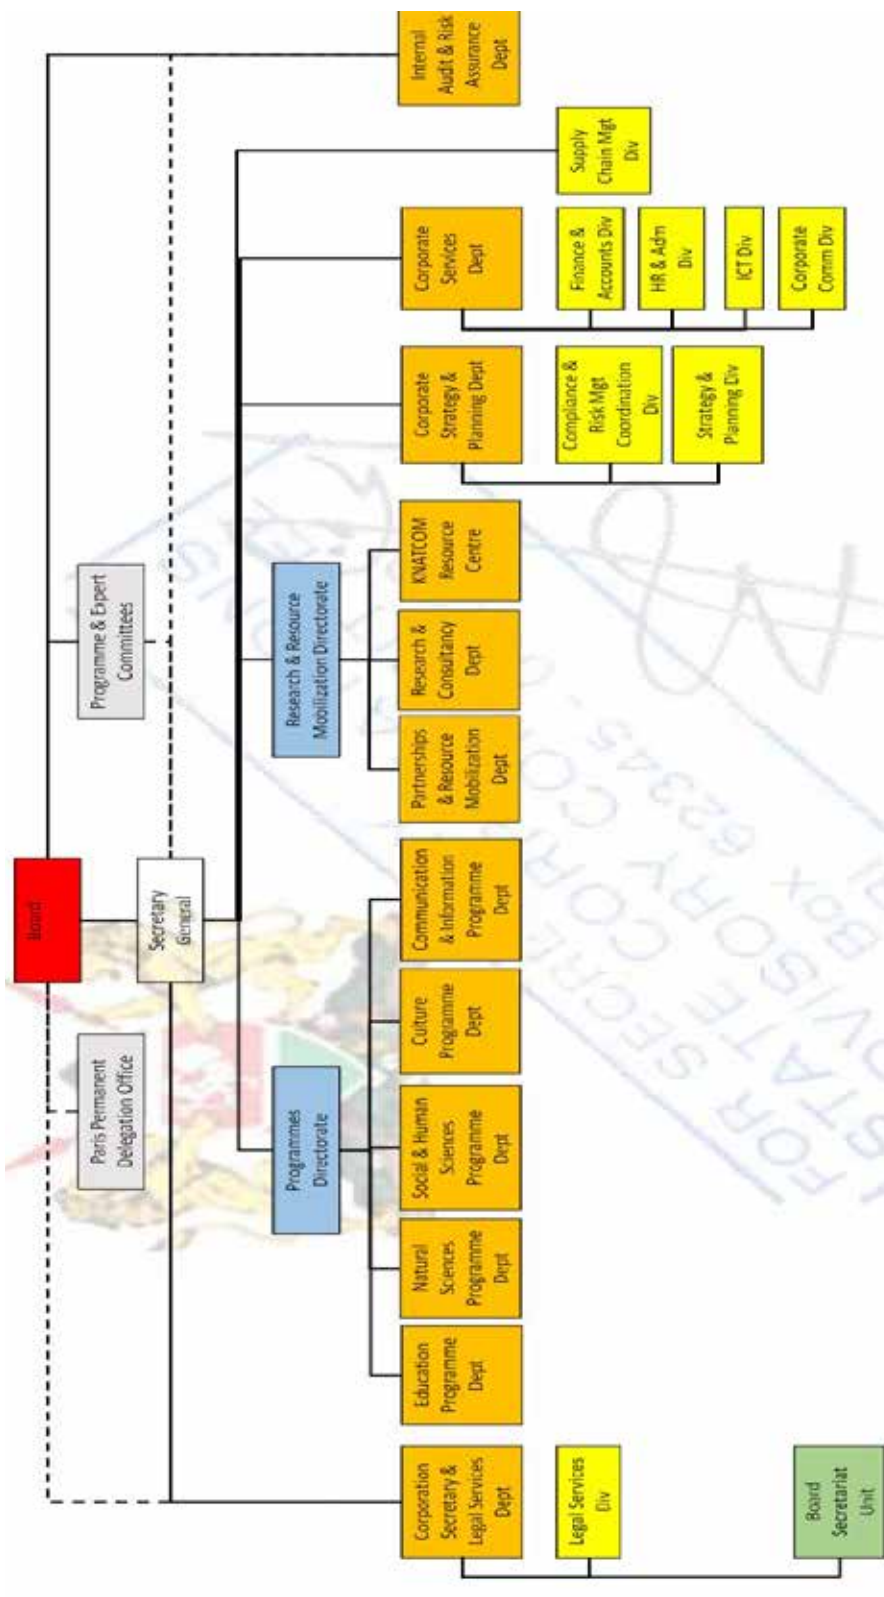 Board
Paris Permanent
Delegation Office
Programme & Expert
Committees
Secretary
General
Programmes
Directorate
Research & Resource
Mobilization Directorate
Corporation
Secretary &
Legal Services
Dept
Education
Programme
Dept
Natural
Sciences
Programme
Dept
Social & Human
Sciences
Programme
Dept
Culture
Programme
Dept
Communication
& Information
Programme
Dept
Partnerships
& Resource
Mobilization
Dept
Research &
Consultancy
Dept
KNATCOM
Resource
Centre
Corporate
Strategy &
Planning Dept
Corporate
Services
Dept
Internal
Audit & Risk
Assurance
Dept
Legal Services
Div
Board
Secretariat
Unit
Compliance &
Risk Mgt
Coordination
Div
Strategy &
Planning Div
Finance &
Accounts Div
HR & Adm
Div
ICT Div
Corporate
Comm Div
Supply
Chain Mgt
Div